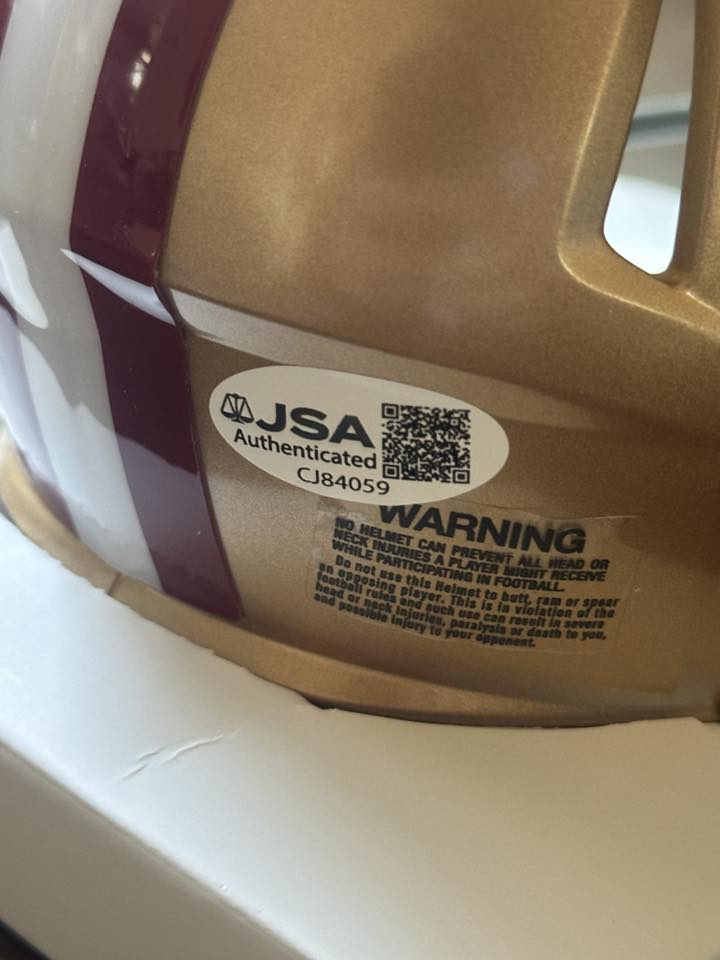 JSA
Authenticated
CJ84059
WARNING
NO HELMET CAN PREVENT ALL HEAD OR
NECK INJURIES A PLAYER MIGHT RECEIVE
WHILE PARTICIPATING IN FOOTBALL.
Do not use this Helmet to butt, ram or spear
an opposing player. This is in violation of the
football rules and such use can result in severe
head or neck injuries, paralysis or death to you,
and possible injury to your opponent.